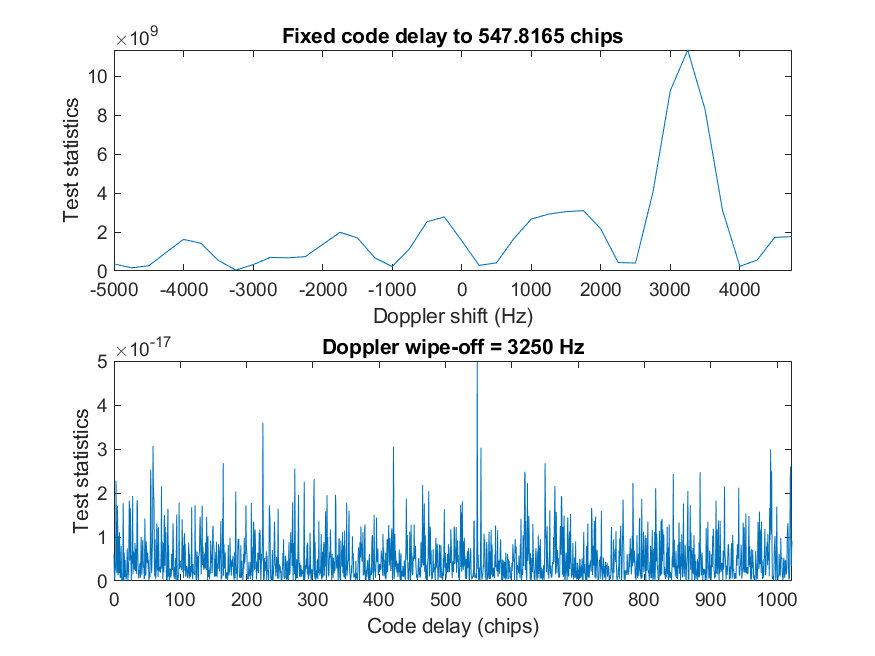 ×10⁹
Fixed code delay to 547.8165 chips
10
8
6
4
2
0
Test statistics
-5000 -4000 -3000 -2000 -1000 0 1000 2000 3000 4000
Doppler shift (Hz)
×10⁻¹⁷
Doppler wipe-off = 3250 Hz
5
4
3
2
1
0
Test statistics
0 100 200 300 400 500 600 700 800 900 1000
Code delay (chips)